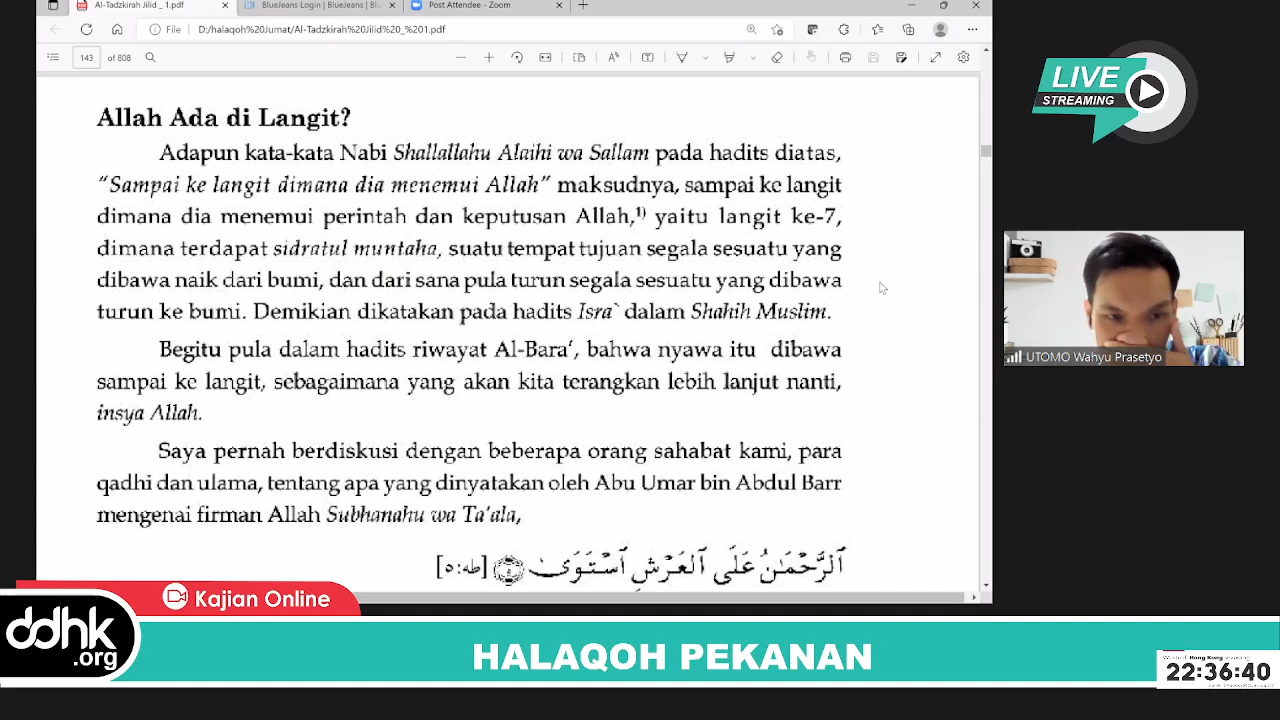 Al-Tadzkirah Jilid _ 1.pdf
BlueJeans Login | BlueJeans | Bl
Post Attendee - Zoom
File
D:/halaqoh%20Jumat/Al-Tadzkirah%20Jilid%20_%201.pdf
143 of 808
Allah Ada di Langit?
Adapun kata-kata Nabi Shallallahu Alaihi wa Sallam pada hadits diatas,
"Sampai ke langit dimana dia menemui Allah" maksudnya, sampai ke langit
dimana dia menemui perintah dan keputusan Allah,¹⁾ yaitu langit ke-7,
dimana terdapat sidratul muntaha, suatu tempat tujuan segala sesuatu yang
dibawa naik dari bumi, dan dari sana pula turun segala sesuatu yang dibawa
turun ke bumi. Demikian dikatakan pada hadits Isra` dalam Shahih Muslim.
Begitu pula dalam hadits riwayat Al-Bara', bahwa nyawa itu dibawa
sampai ke langit, sebagaimana yang akan kita terangkan lebih lanjut nanti,
insya Allah.
Saya pernah berdiskusi dengan beberapa orang sahabat kami, para
qadhi dan ulama, tentang apa yang dinyatakan oleh Abu Umar bin Abdul Barr
mengenai firman Allah Subhanahu wa Ta'ala,
ٱلرَّحْمَـٰنُ عَلَى ٱلْعَرْشِ ٱسْتَوَىٰ ۝٥ [طه:٥]
LIVE
STREAMING
UTOMO Wahyu Prasetyo
Kajian Online
ddhk
.org
HALAQOH PEKANAN
22:36:40